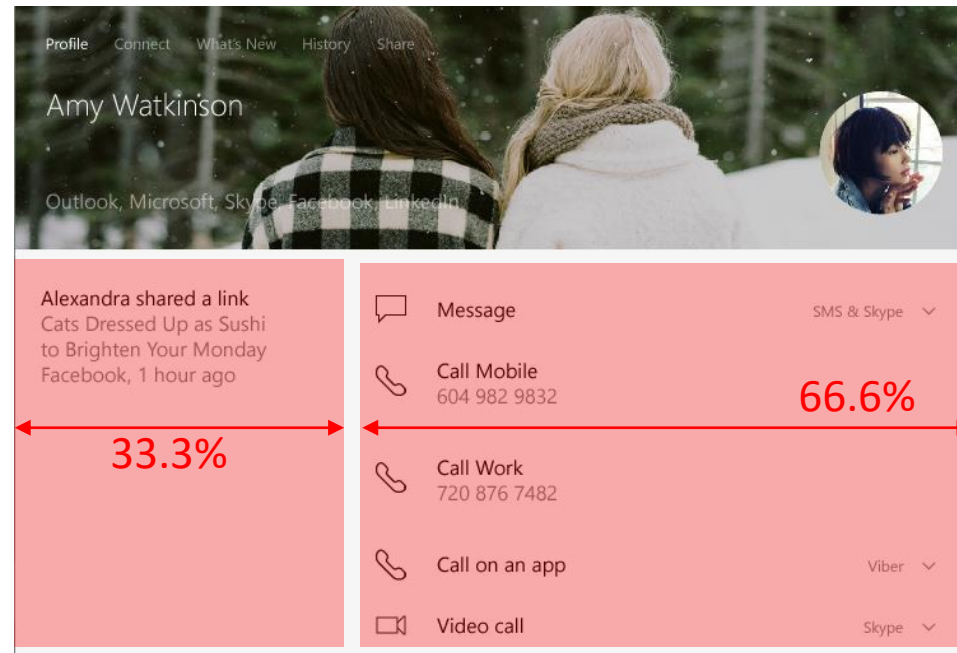 Profile Connect What's New History Share
Amy Watkinson
Outlook, Microsoft, Skype, Facebook, LinkedIn
Alexandra shared a link
Cats Dressed Up as Sushi
to Brighten Your Monday
Facebook, 1 hour ago
33.3%
Message SMS & Skype
Call Mobile
604 982 9832
66.6%
Call Work
720 876 7482
Call on an app Viber
Video call Skype